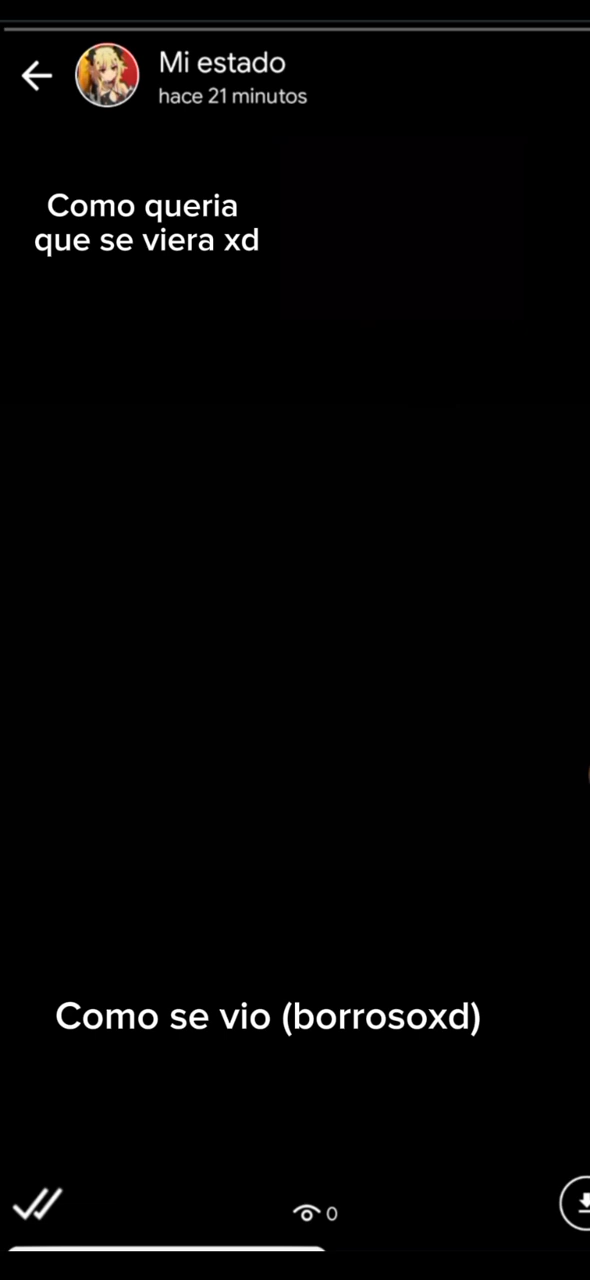 Mi estado
hace 21 minutos
Como queria
que se viera xd
Como se vio (borrosoxd)
0